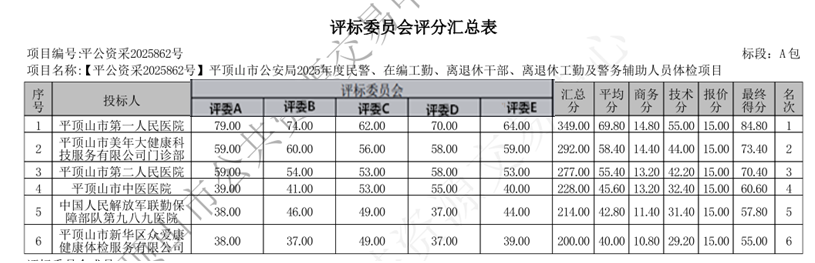 评标委员会评分汇总表
项目编号:平公资采2025862号 标段：A包
项目名称:【平公资采2025862号】平顶山市公安局2025年度民警、在编工勤、离退休干部、离退休工勤及警务辅助人员体检项目
序号 投标人 评标委员会 汇总分 平均分 商务分 技术分 报价分 最终得分 名次
评委A 评委B 评委C 评委D 评委E
1 平顶山市第一人民医院 79.00 74.00 62.00 70.00 64.00 349.00 69.80 14.80 55.00 15.00 84.80 1
2 平顶山市美年大健康科技服务有限公司门诊部 59.00 60.00 56.00 58.00 59.00 292.00 58.40 14.40 44.00 15.00 73.40 2
3 平顶山市第二人民医院 59.00 54.00 53.00 58.00 53.00 277.00 55.40 13.20 42.20 15.00 70.40 3
4 平顶山市中医医院 39.00 41.00 53.00 55.00 40.00 228.00 45.60 13.20 32.40 15.00 60.60 4
5 中国人民解放军联勤保障部队第九八九医院 38.00 46.00 49.00 37.00 44.00 214.00 42.80 11.40 31.40 15.00 57.80 5
6 平顶山市新华区众爱康健康体检服务有限公司 38.00 37.00 49.00 37.00 39.00 200.00 40.00 10.80 29.20 15.00 55.00 6